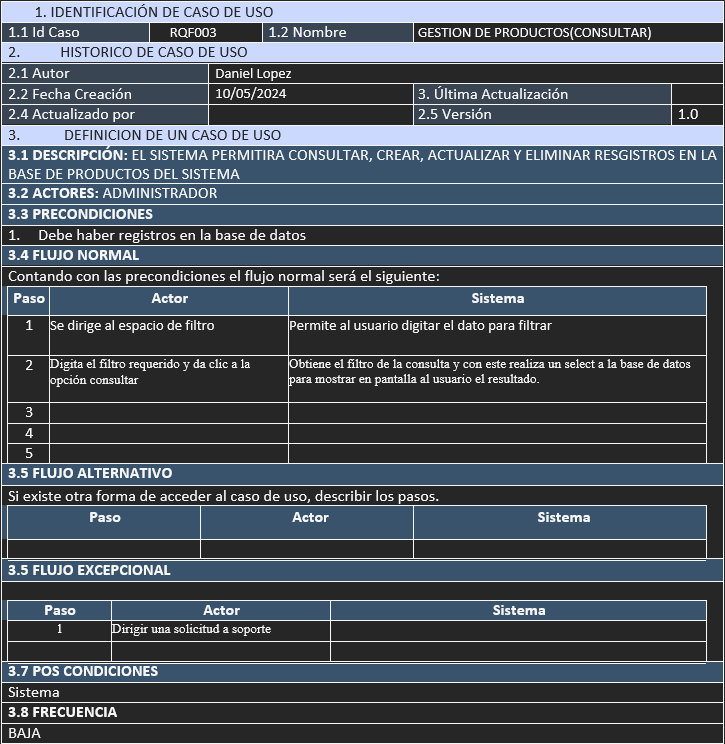 1. IDENTIFICACIÓN DE CASO DE USO
1.1 Id Caso RQF003 1.2 Nombre GESTION DE PRODUCTOS(CONSULTAR)
2. HISTORICO DE CASO DE USO
2.1 Autor Daniel Lopez
2.2 Fecha Creación 10/05/2024 3. Última Actualización
2.4 Actualizado por 2.5 Versión 1.0
3. DEFINICION DE UN CASO DE USO
3.1 DESCRIPCIÓN: EL SISTEMA PERMITIRA CONSULTAR, CREAR, ACTUALIZAR Y ELIMINAR RESGISTROS EN LA
BASE DE PRODUCTOS DEL SISTEMA
3.2 ACTORES: ADMINISTRADOR
3.3 PRECONDICIONES
1. Debe haber registros en la base de datos
3.4 FLUJO NORMAL
Contando con las precondiciones el flujo normal será el siguiente:
Paso Actor Sistema
1 Se dirige al espacio de filtro Permite al usuario digitar el dato para filtrar
2 Digita el filtro requerido y da clic a la Obtiene el filtro de la consulta y con este realiza un select a la base de datos
opción consultar para mostrar en pantalla al usuario el resultado.
3
4
5
3.5 FLUJO ALTERNATIVO
Si existe otra forma de acceder al caso de uso, describir los pasos.
Paso Actor Sistema
3.5 FLUJO EXCEPCIONAL
Paso Actor Sistema
1 Dirigir una solicitud a soporte
3.7 POS CONDICIONES
Sistema
3.8 FRECUENCIA
BAJA